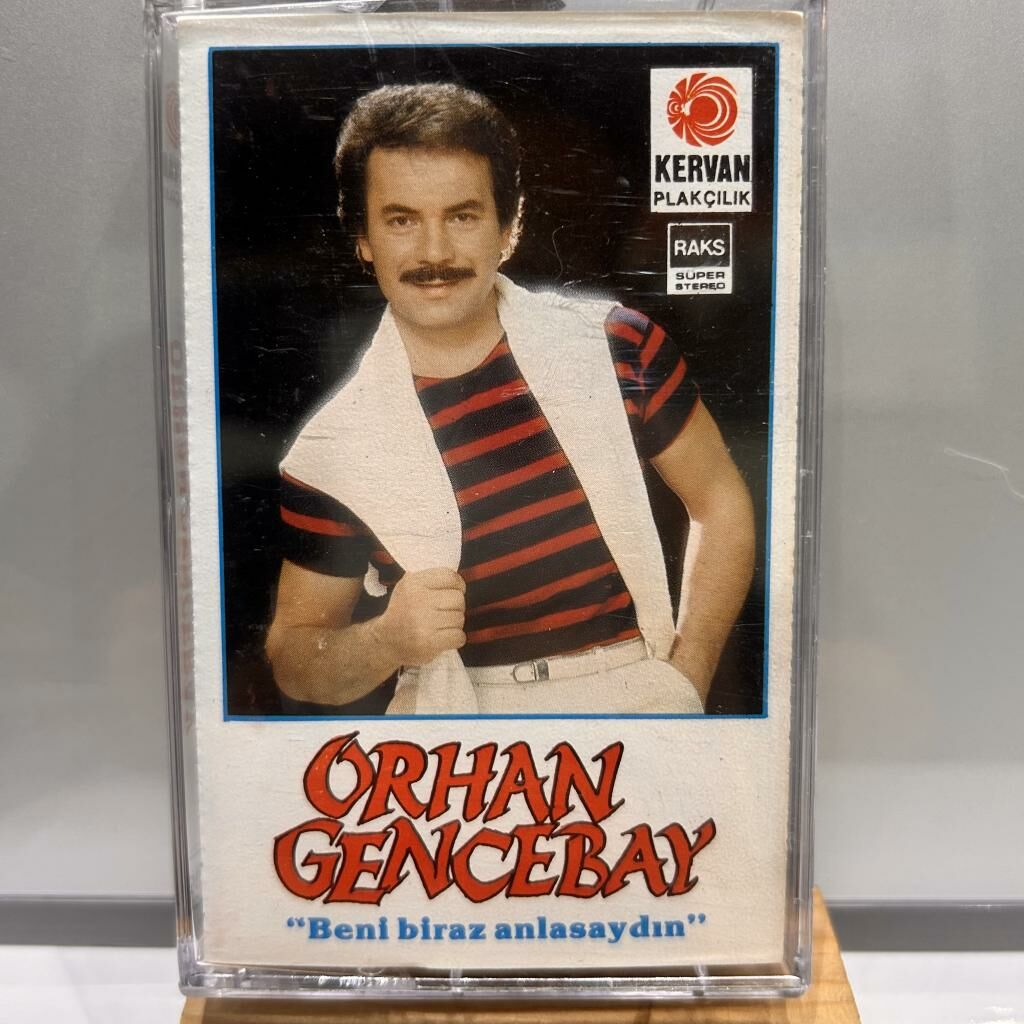 KERVAN
PLAKÇILIK
RAKS
SÜPER
STEREO
ORHAN
GENCEBAY
“Beni biraz anlasaydın”